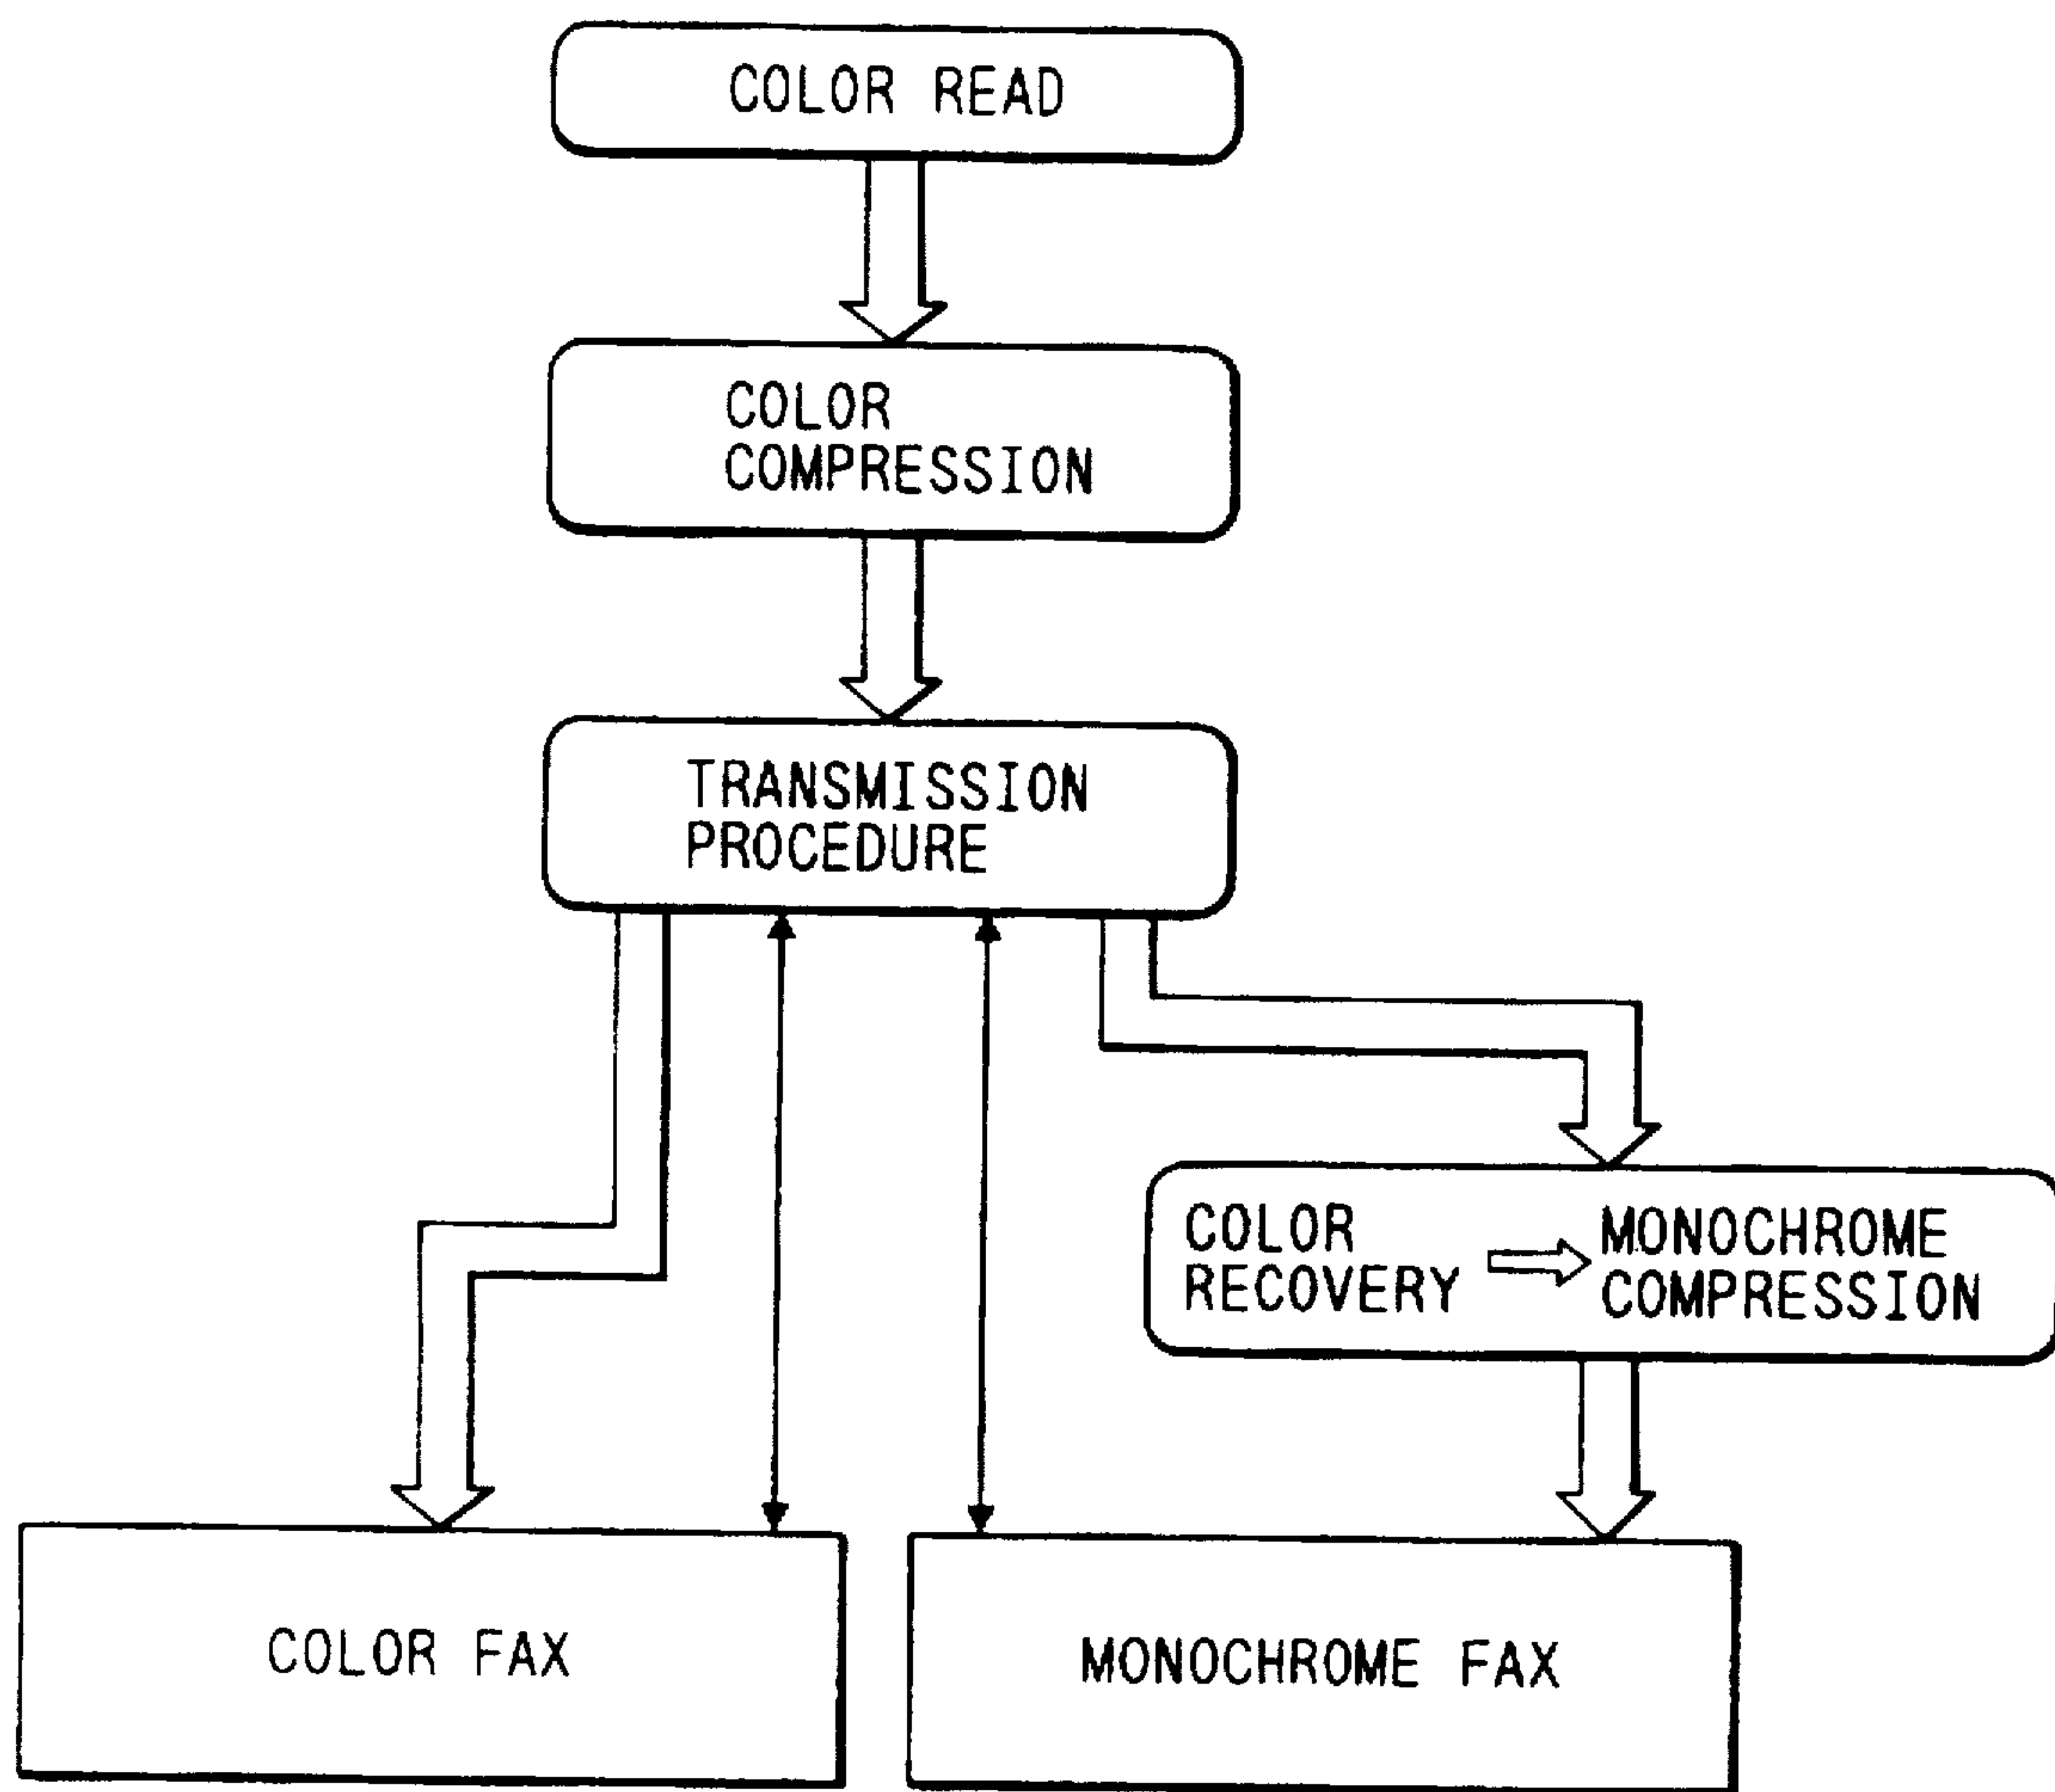 COLOR READ
COLOR
COMPRESSION
TRANSMISSION
PROCEDURE
COLOR
RECOVERY
MONOCHROME
COMPRESSION
COLOR FAX
MONOCHROME FAX